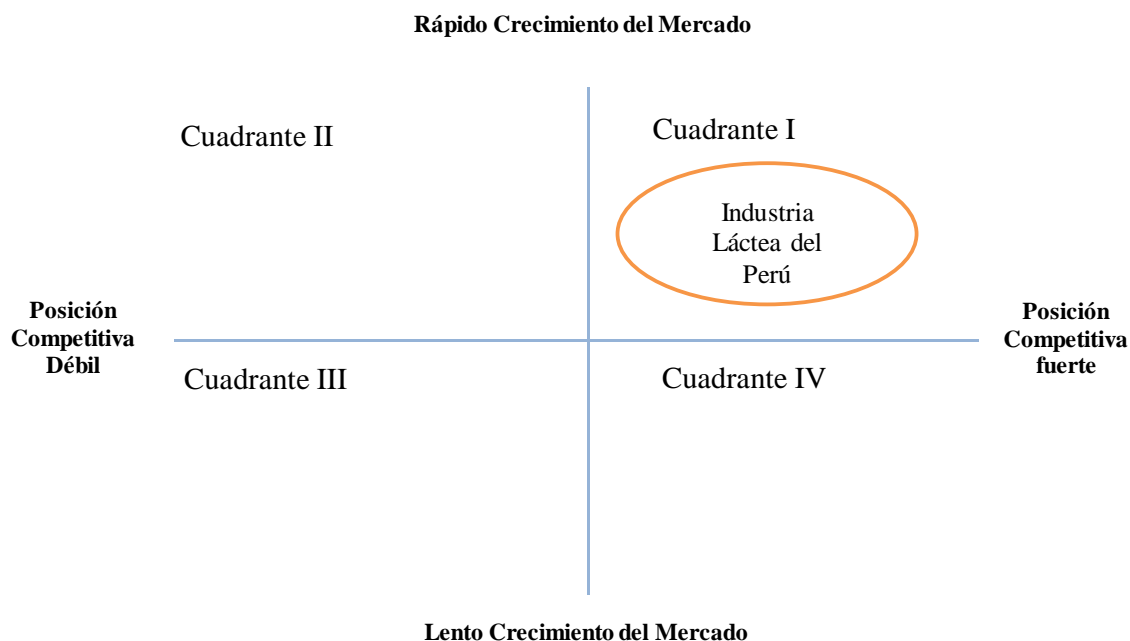 Rápido Crecimiento del Mercado
Cuadrante II
Cuadrante I
Industria
Láctea del
Perú
Posición
Competitiva
Débil
Posición
Competitiva
fuerte
Cuadrante III
Cuadrante IV
Lento Crecimiento del Mercado